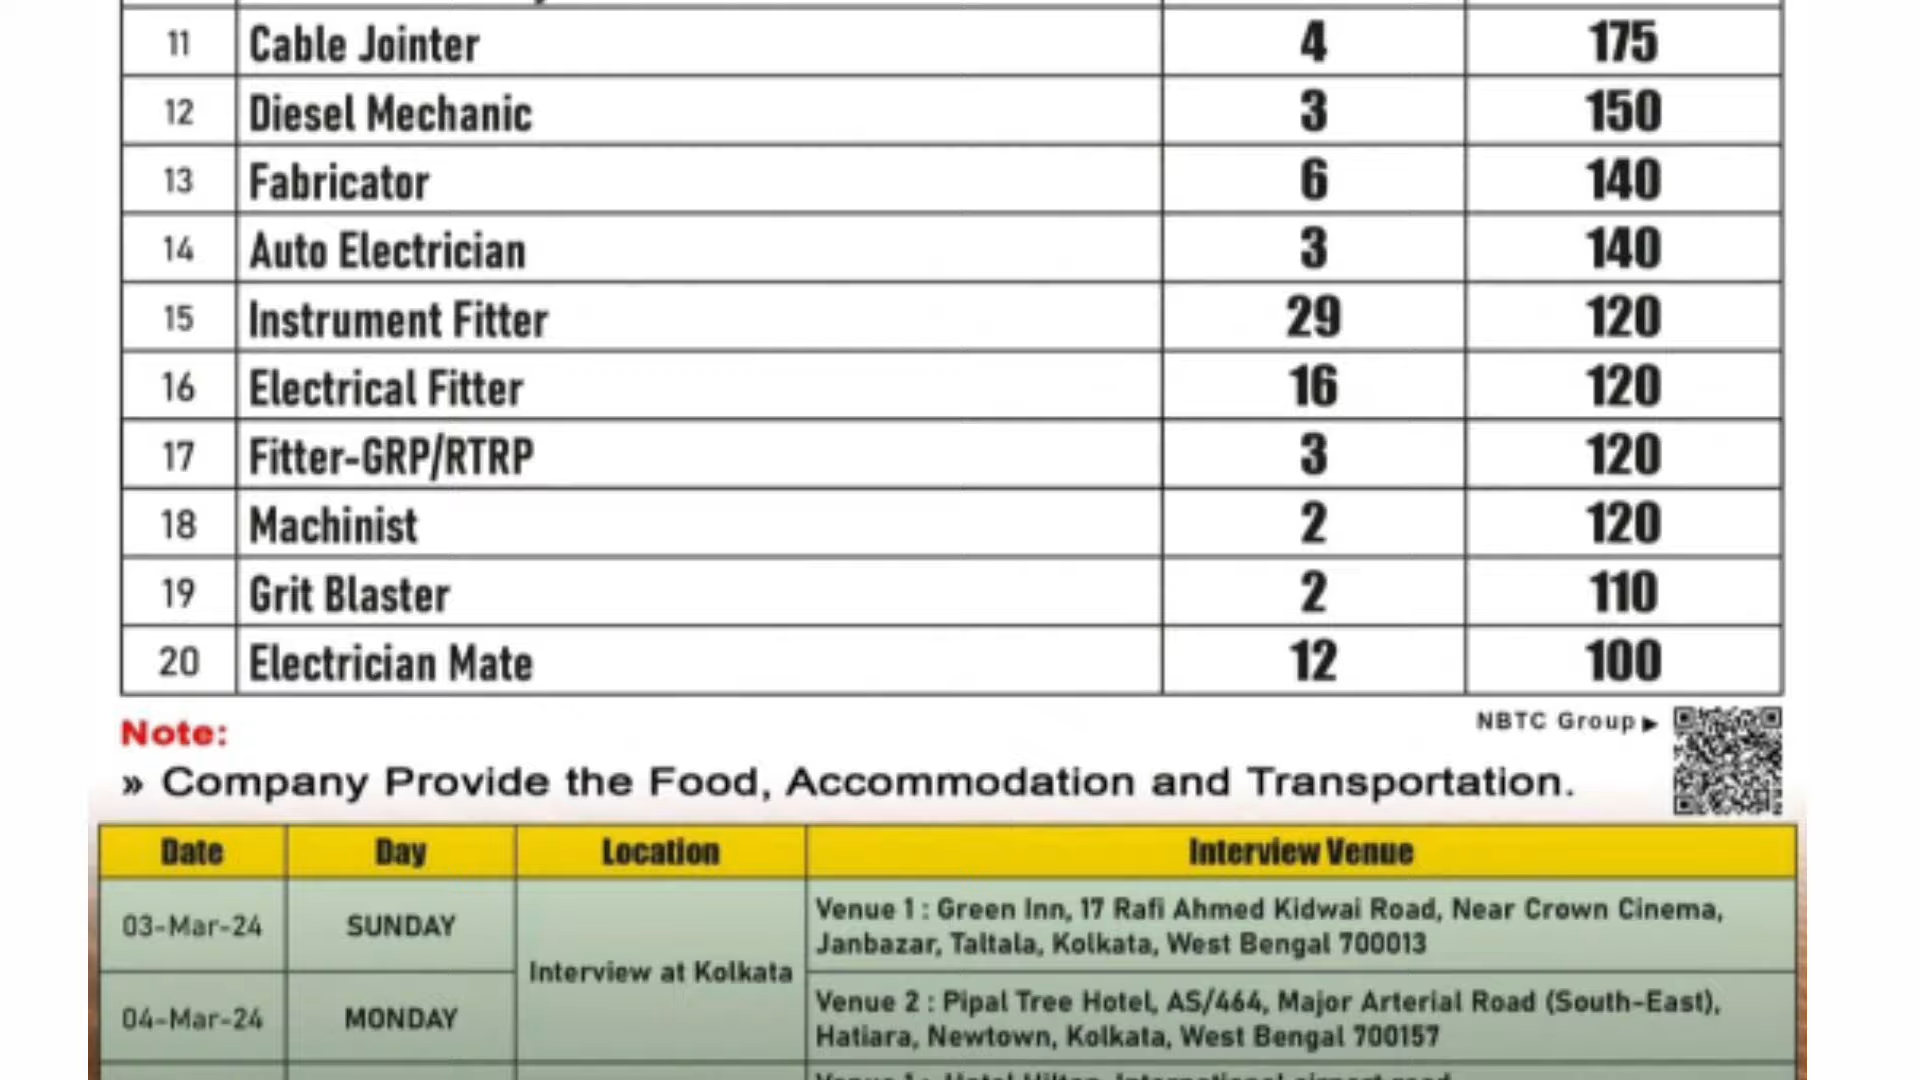 11 Cable Jointer 4 175
12 Diesel Mechanic 3 150
13 Fabricator 6 140
14 Auto Electrician 3 140
15 Instrument Fitter 29 120
16 Electrical Fitter 16 120
17 Fitter-GRP/RTRP 3 120
18 Machinist 2 120
19 Grit Blaster 2 110
20 Electrician Mate 12 100
NBTC Group
Note:
» Company Provide the Food, Accommodation and Transportation.
Date Day Location Interview Venue
03-Mar-24 SUNDAY Interview at Kolkata Venue 1 : Green Inn, 17 Rafi Ahmed Kidwai Road, Near Crown Cinema,
Janbazar, Taltala, Kolkata, West Bengal 700013
04-Mar-24 MONDAY Venue 2 : Pipal Tree Hotel, AS/464, Major Arterial Road (South-East),
Hatiara, Newtown, Kolkata, West Bengal 700157